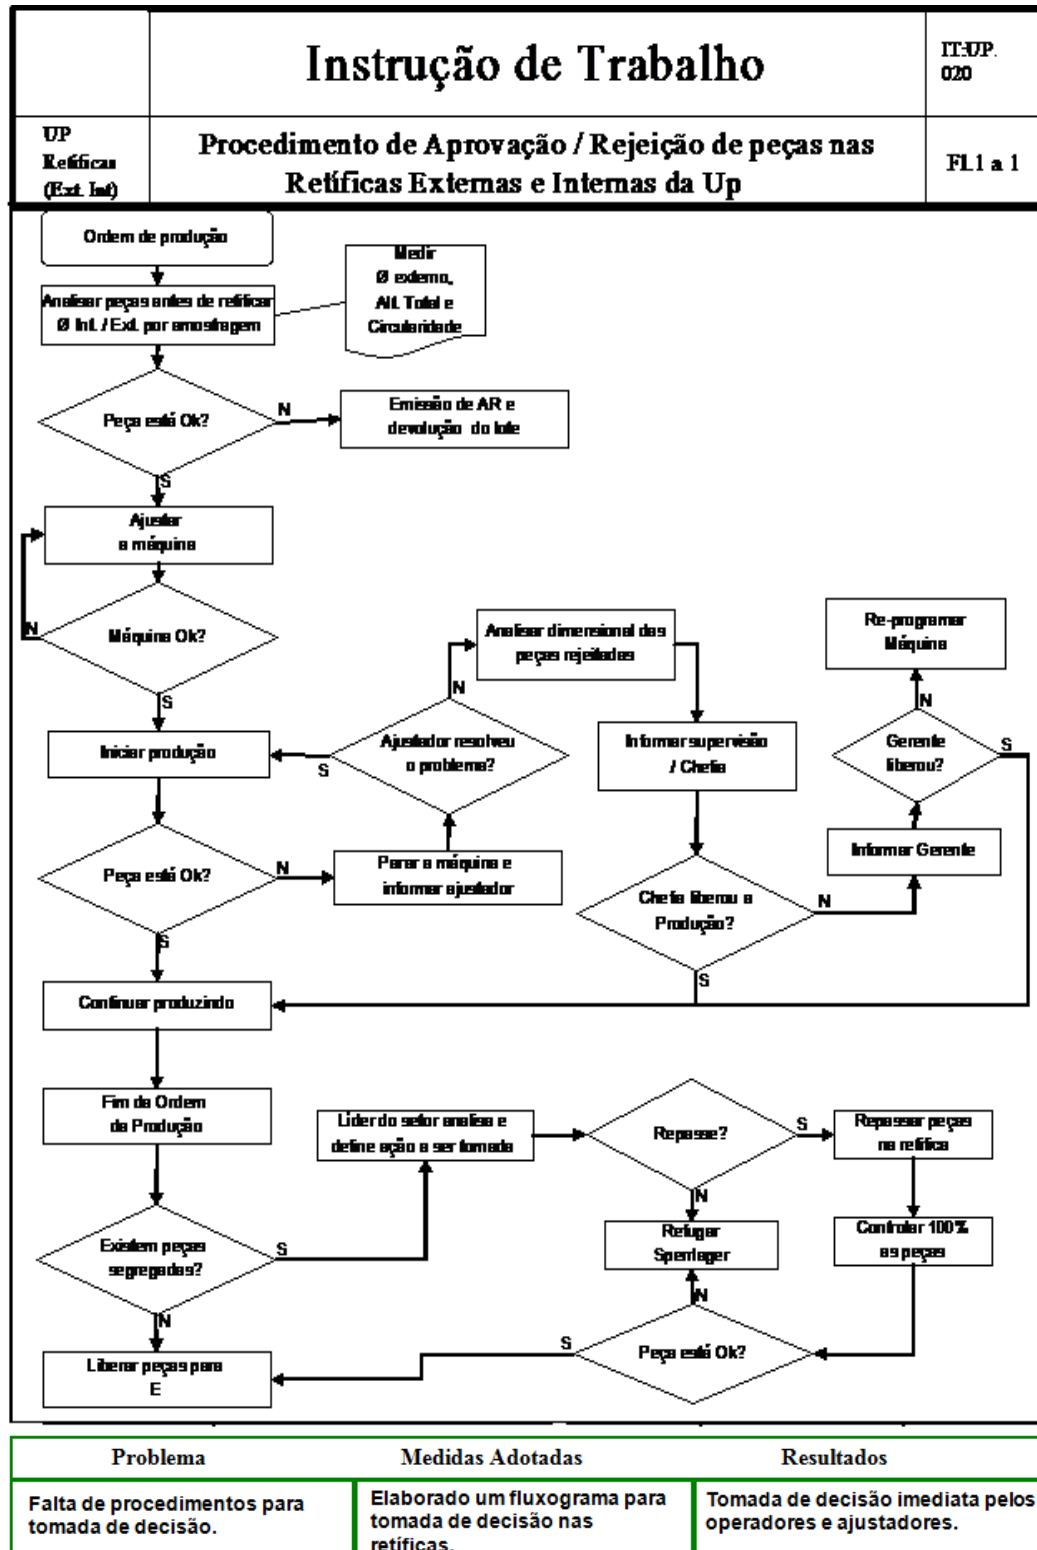 Instrução de Trabalho
IT:UP.
020
UP
Retíficas
(Ext. Int)
Procedimento de Aprovação / Rejeição de peças nas
Retíficas Externas e Internas da Up
Fl.1 a 1
Ordem de produção
Medir
Ø externo,
Alt. Total e
Circularidade
Analisar peças antes de retificar
Ø Int. / Ext. por amostragem
Peça está Ok?
N
Emissão de AR e
devolução do lote
S
Ajustar
a máquina
Máquina Ok?
N
S
Analisar dimensional das
peças rejeitadas
Re-programar
Máquina
N
N
Iniciar produção
Ajustador resolveu
o problema?
S
Informar supervisão
/ Chefia
Gerente
liberou?
S
Peça está Ok?
N
Parar a máquina e
informar ajustador
Informar Gerente
Chefia liberou a
Produção?
N
S
S
Continuar produzindo
Fim da Ordem
da Produção
Lider do setor analisa e
define ação a ser tomada
Repasse?
S
Repassar peças
na retífica
N
Existem peças
segregadas?
S
Refugar
Sperrlager
Controlar 100%
as peças
N
N
Liberar peças para
E
S
Peça está Ok?
Problema
Medidas Adotadas
Resultados
Falta de procedimentos para
tomada de decisão.
Elaborado um fluxograma para
tomada de decisão nas
retíficas.
Tomada de decisão imediata pelos
operadores e ajustadores.